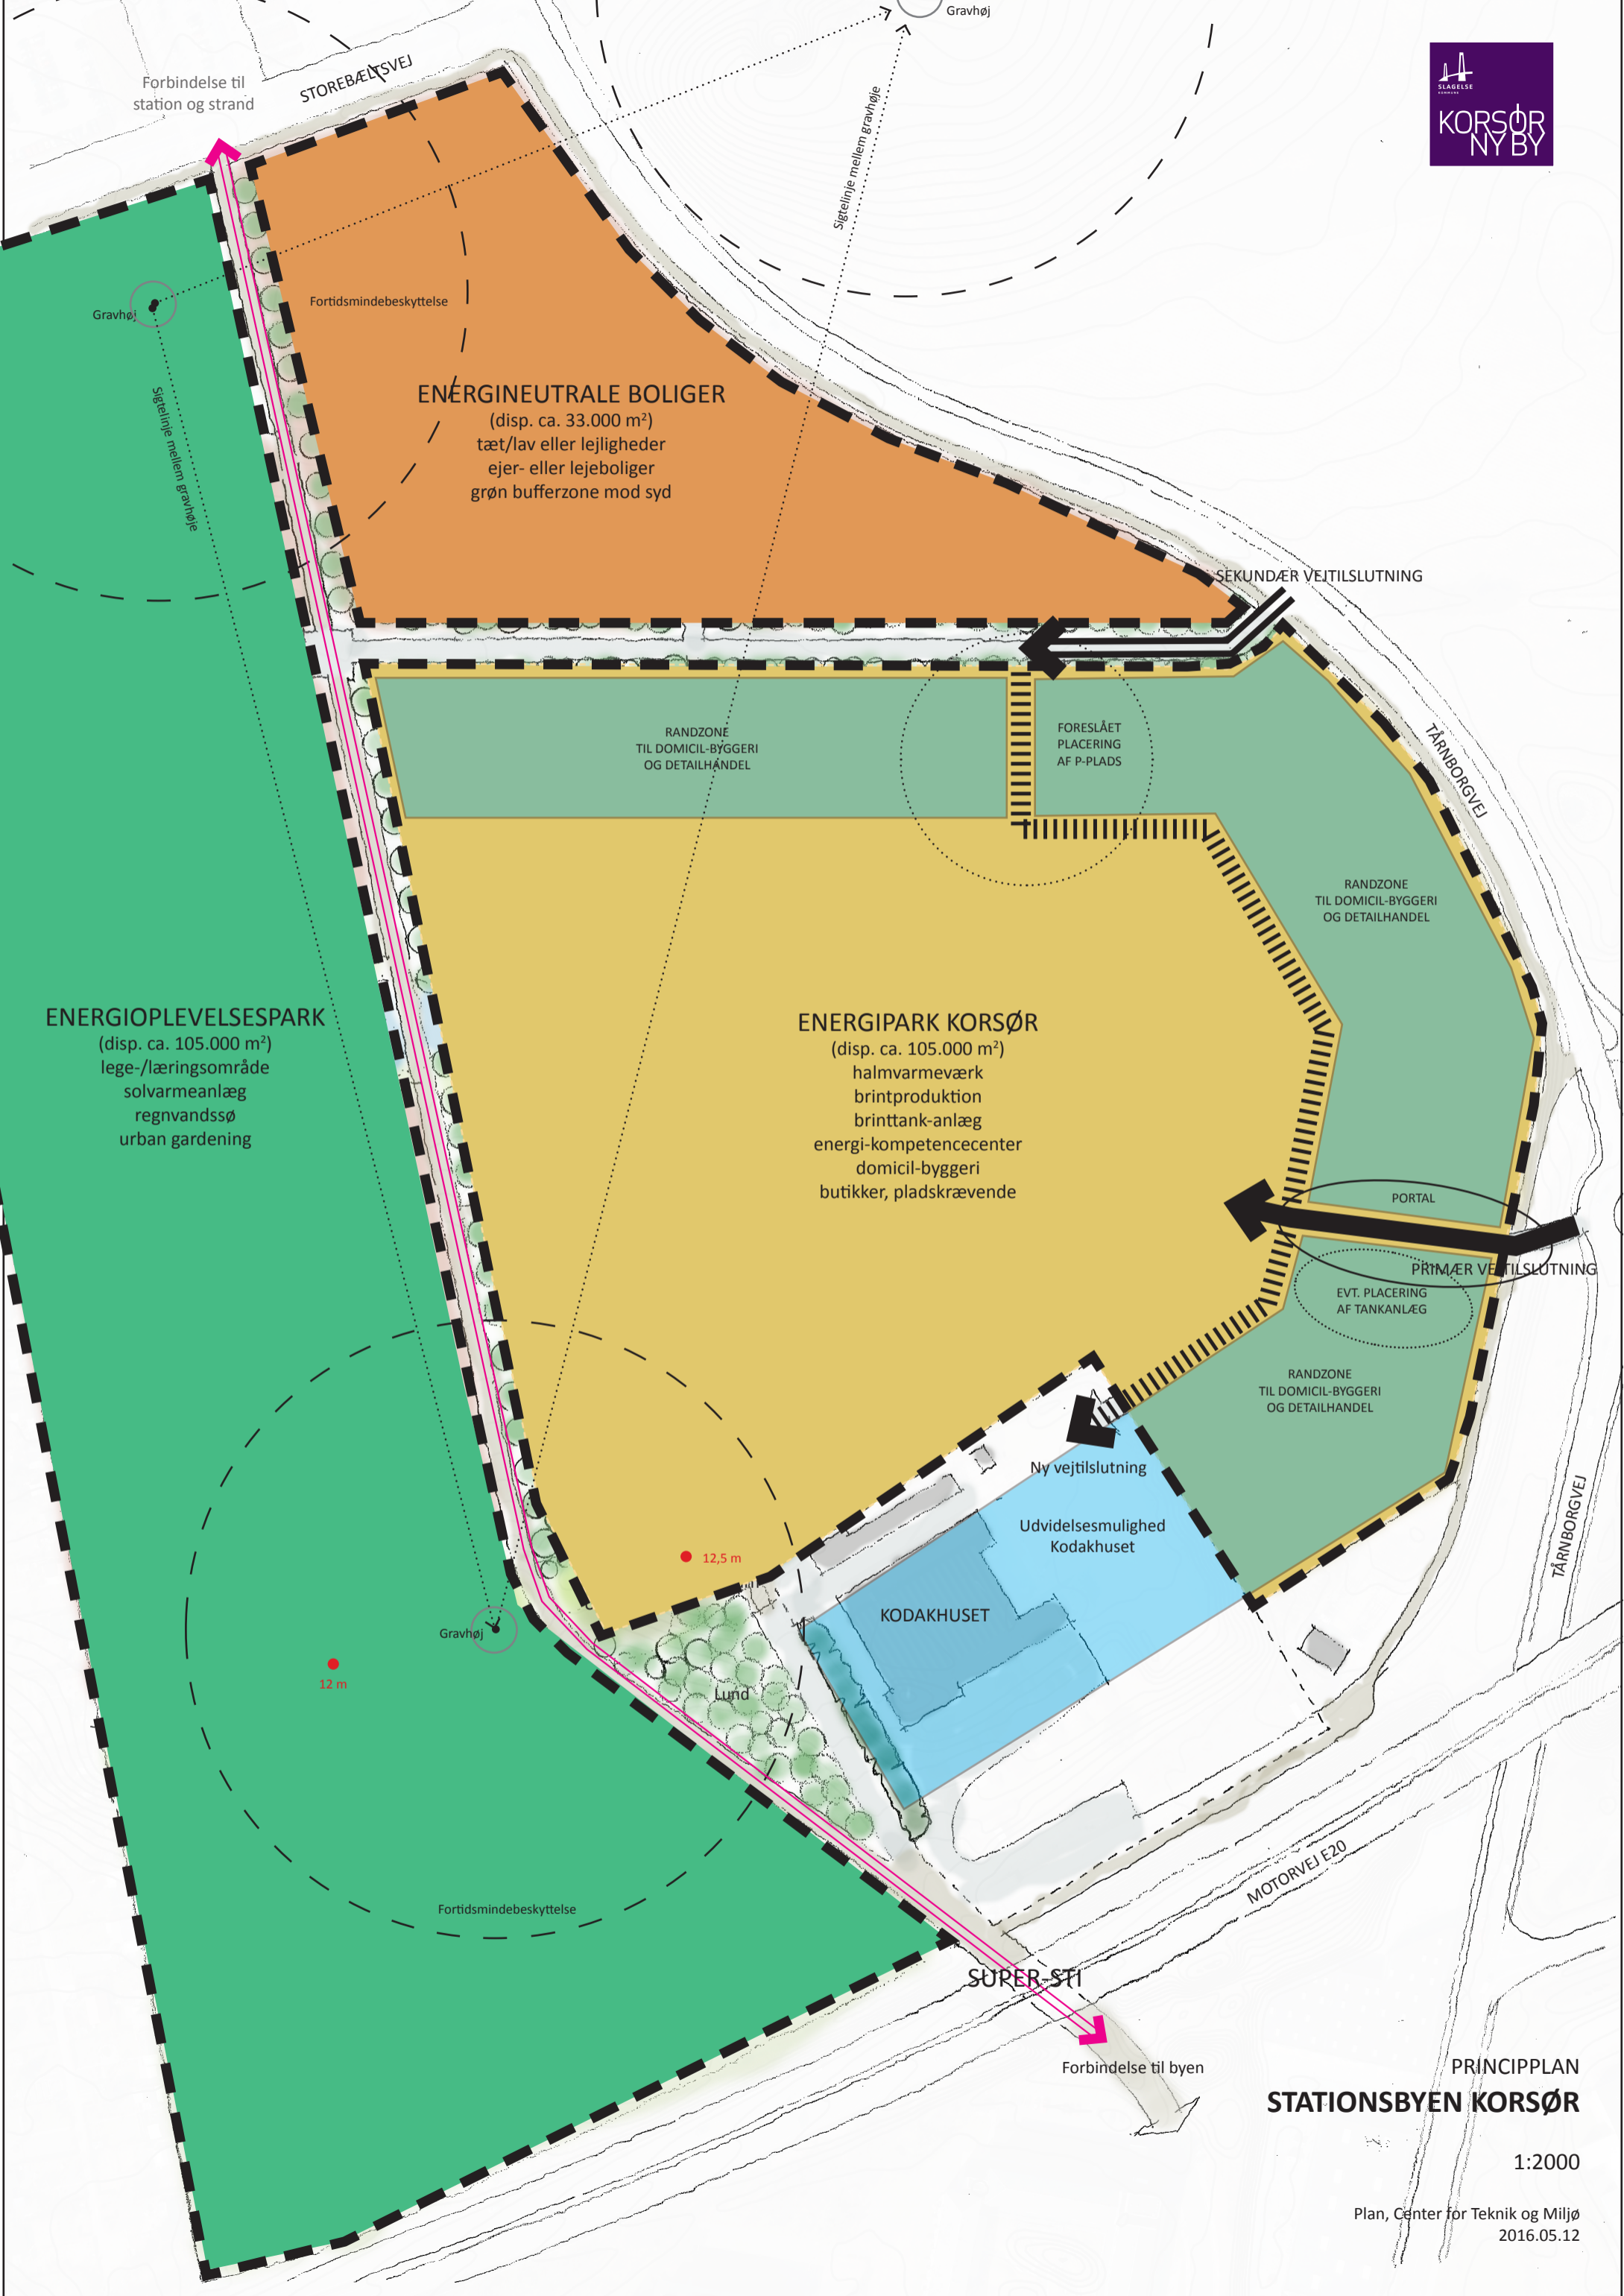 Gravhøj
SLAGELSE
KOMMUNE
KORSØR
NY BY
Forbindelse til
station og strand
STOREBÆLTSVEJ
Sigtelinje mellem gravhøje
Gravhøj
Fortidsmindebeskyttelse
Sigtelinje mellem gravhøje
ENERGINEUTRALE BOLIGER
(disp. ca. 33.000 m²)
tæt/lav eller lejligheder
ejer- eller lejeboliger
grøn bufferzone mod syd
SEKUNDÆR VEJTILSLUTNING
RANDZONE
TIL DOMICIL-BYGGERI
OG DETAILHANDEL
FORESLÅET
PLACERING
AF P-PLADS
TÅRNBORGVEJ
RANDZONE
TIL DOMICIL-BYGGERI
OG DETAILHANDEL
ENERGIOPLEVELSESPARK
(disp. ca. 105.000 m²)
lege-/læringsområde
solvarmeanlæg
regnvandssø
urban gardening
ENERGIPARK KORSØR
(disp. ca. 105.000 m²)
halmvarmeværk
brintproduktion
brinttank-anlæg
energi-kompetencecenter
domicil-byggeri
butikker, pladskrævende
PORTAL
PRIMÆR VEJTILSLUTNING
EVT. PLACERING
AF TANKANLÆG
RANDZONE
TIL DOMICIL-BYGGERI
OG DETAILHANDEL
Ny vejtilslutning
Udvidelsesmulighed
Kodakhuset
TÅRNBORGVEJ
12,5 m
KODAKHUSET
Gravhøj
12 m
Lund
MOTORVEJ E20
Fortidsmindebeskyttelse
SUPER-STI
Forbindelse til byen
PRINCIPPLAN
STATIONSBYEN KORSØR
1:2000
Plan, Center for Teknik og Miljø
2016.05.12